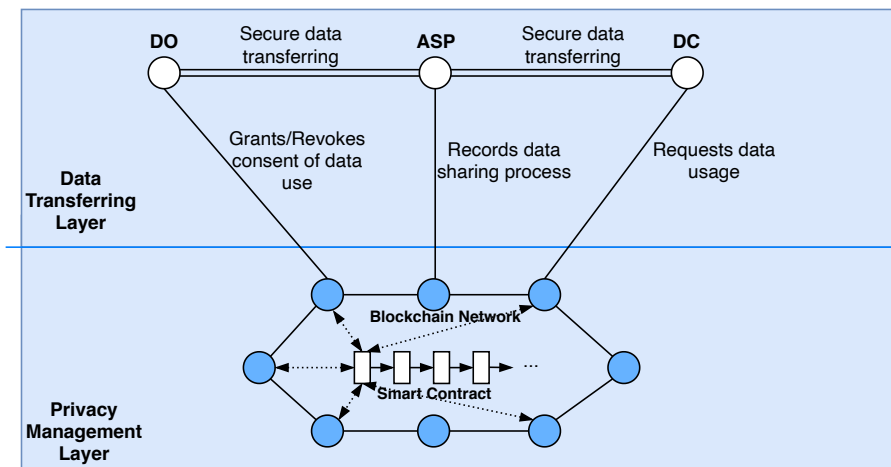 DO
Secure data
transferring
ASP
Secure data
transferring
DC
Grants/Revokes
consent of data
use
Records data
sharing process
Requests data
usage
Data
Transferring
Layer
Blockchain Network
...
Smart Contract
Privacy
Management
Layer